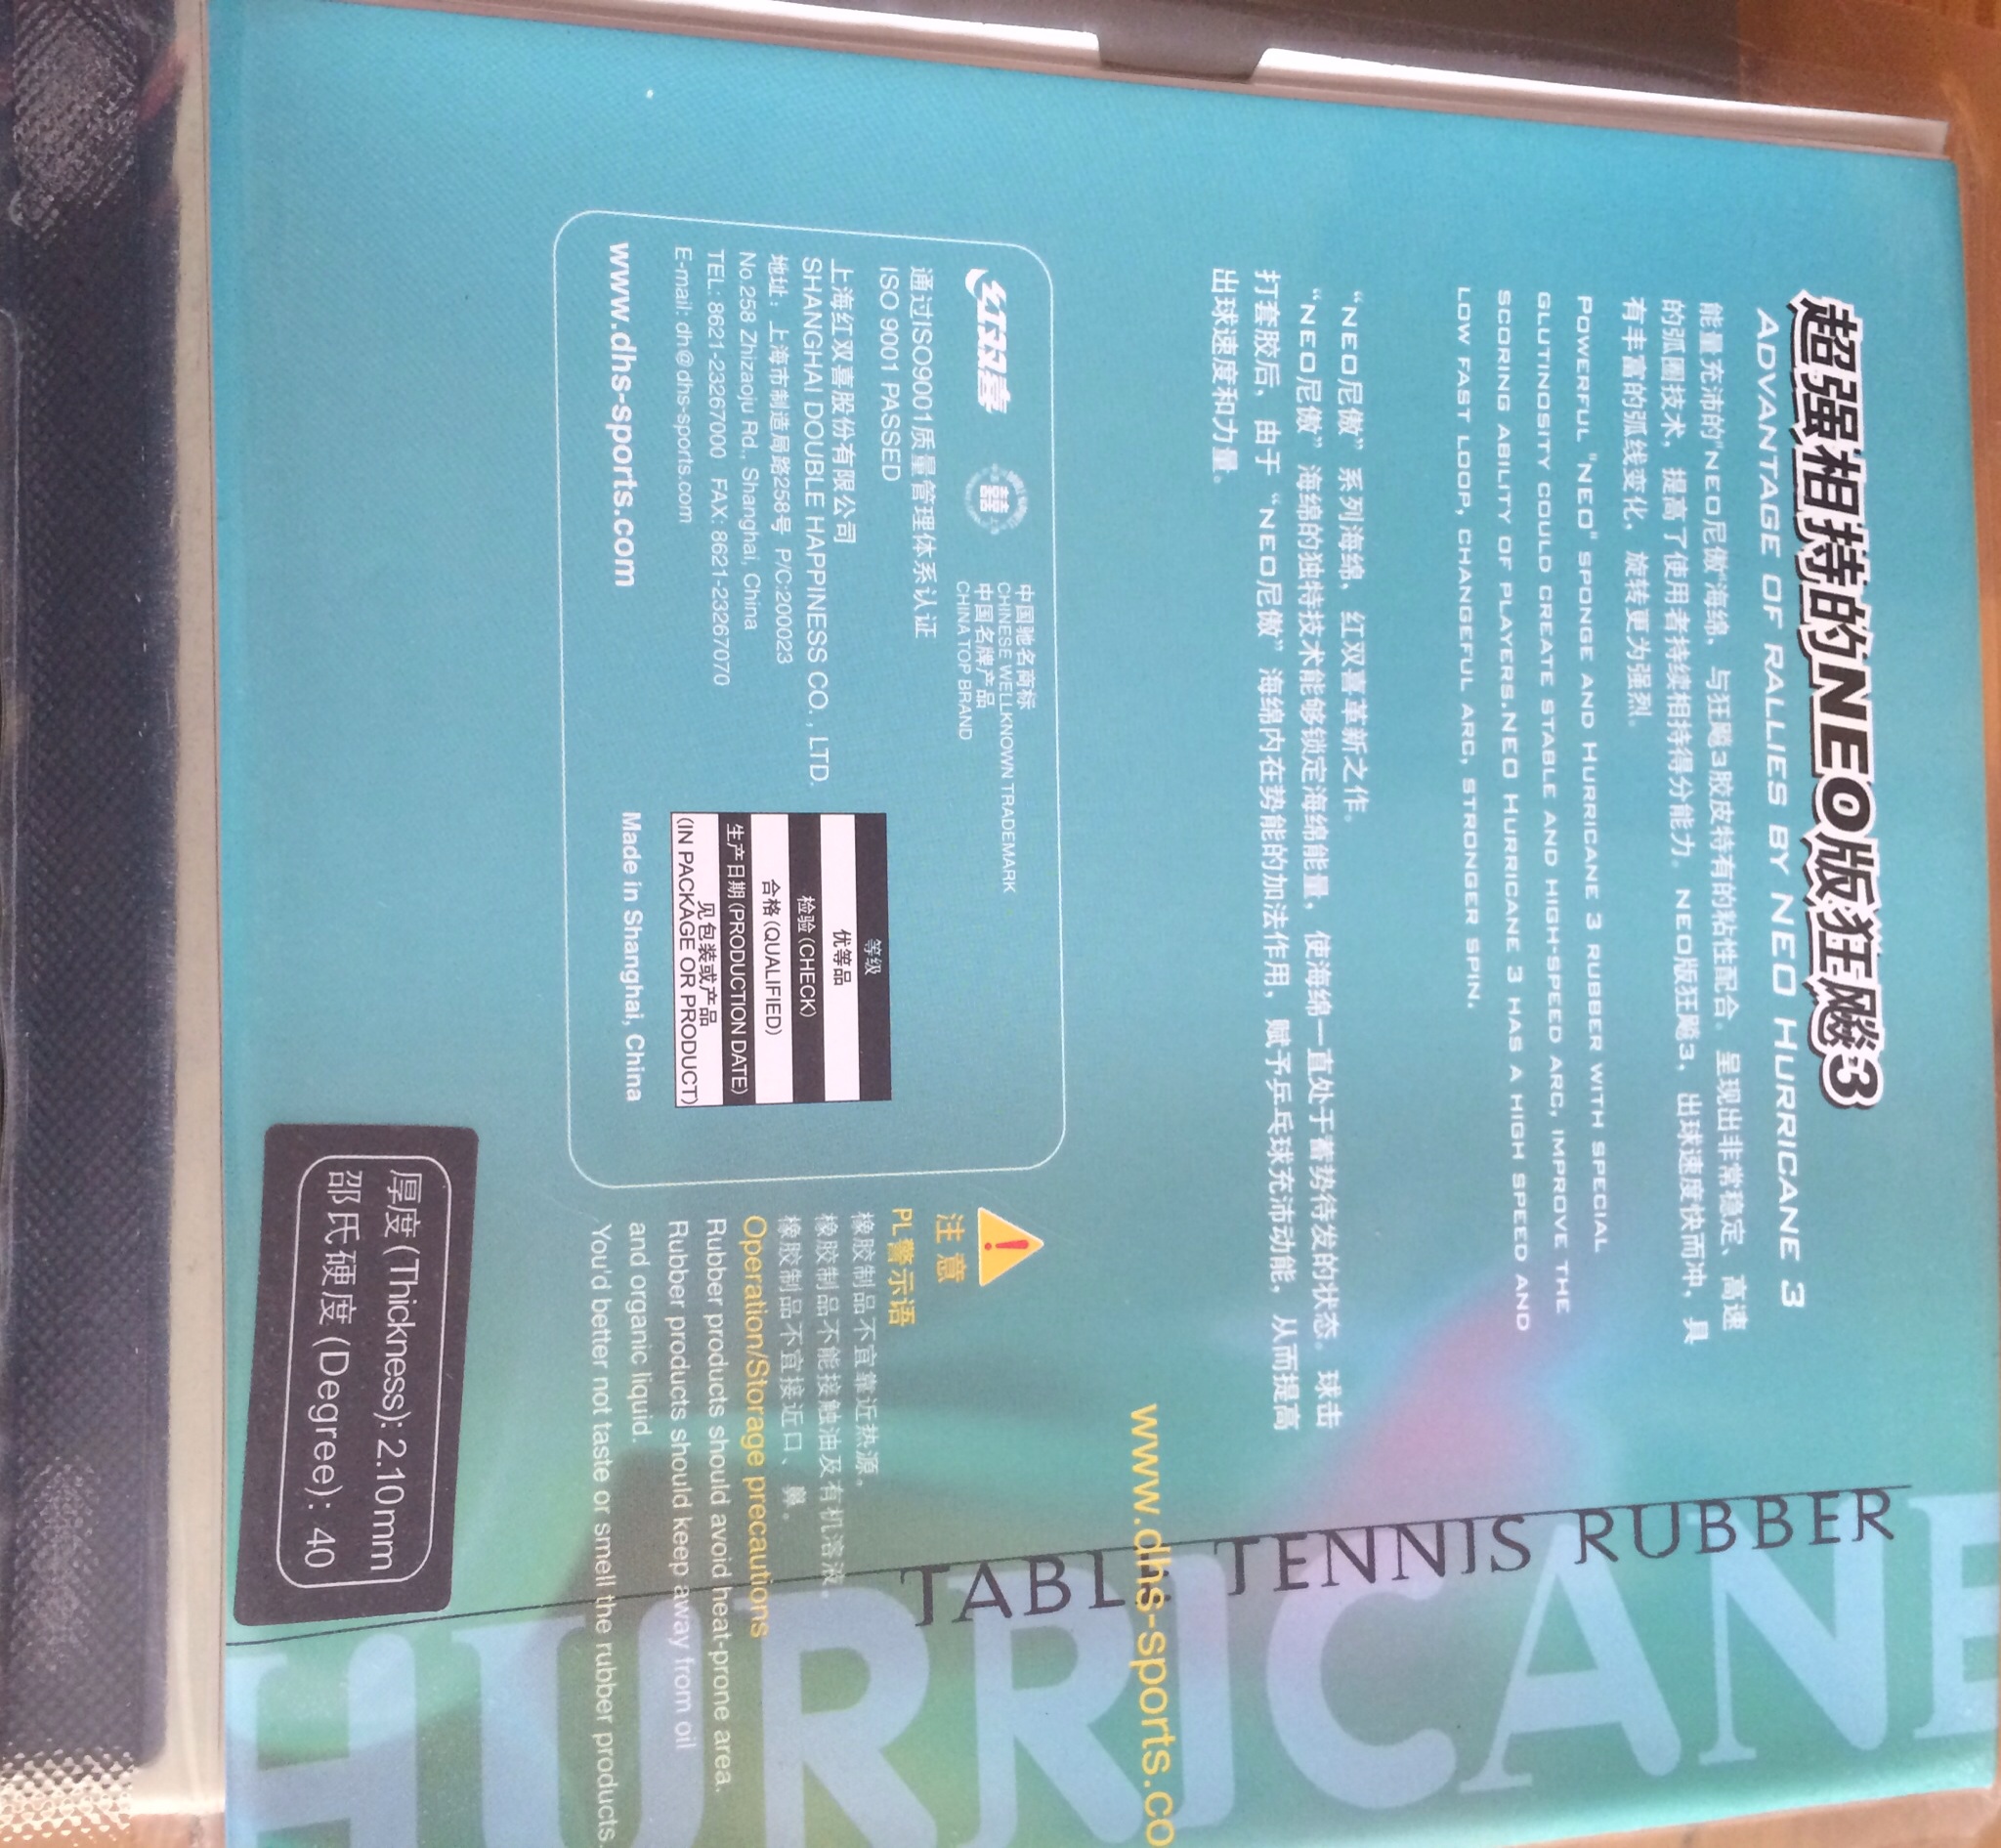 超强相持的NEO版狂飚3
ADVANTAGE OF RALLIES BY NEO HURRICANE 3
能量充沛的"NEO尼傲"海绵，与狂飚3胶皮特有的粘性配合。呈现出非常稳定、高速
的弧圈技术，提高了使用者持续相持得分能力。NEO版狂飚3，出球速度快而冲，具
有丰富的弧线变化，旋转更为强烈。
POWERFUL "NEO" SPONGE AND HURRICANE 3 RUBBER WITH SPECIAL
GLUTINOSITY COULD CREATE STABLE AND HIGH-SPEED ARC, IMPROVE THE
SCORING ABILITY OF PLAYERS.NEO HURRICANE 3 HAS A HIGH SPEED AND
LOW FAST LOOP, CHANGEFUL ARC, STRONGER SPIN.
“NEO尼傲”系列海绵，红双喜革新之作。
“NEO尼傲”海绵的独特技术能够锁定海绵能量，使海绵一直处于蓄势待发的状态。球击
打套胶后，由于“NEO尼傲”海绵内在势能的加法作用，赋予乒乓球充沛动能，从而提高
出球速度和力量。
www.dhs-sports.co
红双喜
中国驰名商标
CHINESE WELLKNOWN TRADEMARK
中国名牌产品
CHINA TOP BRAND
通过ISO9001质量管理体系认证
ISO 9001 PASSED
上海红双喜股份有限公司
SHANGHAI DOUBLE HAPPINESS CO., LTD.
地址：上海市制造局路258号 P/C:200023
No.258 Zhizaoju Rd., Shanghai, China
TEL: 8621-23267000 FAX: 8621-23267070
E-mail: dh@dhs-sports.com
www.dhs-sports.com
等级
优等品
检验 (CHECK)
合格 (QUALIFIED)
生产日期 (PRODUCTION DATE)
见包装或产品
(IN PACKAGE OR PRODUCT)
Made in Shanghai, China
注意
PL警示语
橡胶制品不宜靠近热源。
橡胶制品不能接触油及有机溶液。
橡胶制品不宜接近口、鼻。
Operation/Storage precautions
Rubber products should avoid heat-prone area.
Rubber products should keep away from oil
and organic liquid.
You'd better not taste or smell the rubber products.
厚度 (Thickness): 2.10mm
邵氏硬度 (Degree): 40
TABLE TENNIS RUBBER
HURRICANE